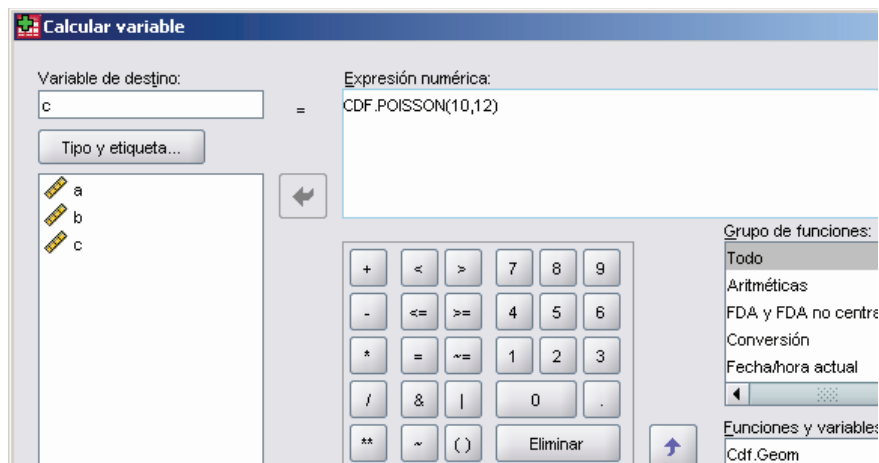 Calcular variable
Variable de destino:
Expresión numérica:
c
=
CDF.POISSON(10,12)
Tipo y etiqueta...
a
b
c
+ < > 7 8 9
- <= >= 4 5 6
* = ~= 1 2 3
/ & | 0 .
** ~ ( ) Eliminar
Grupo de funciones:
Todo
Aritméticas
FDA y FDA no centra
Conversión
Fecha/hora actual
Funciones y variables
Cdf.Geom